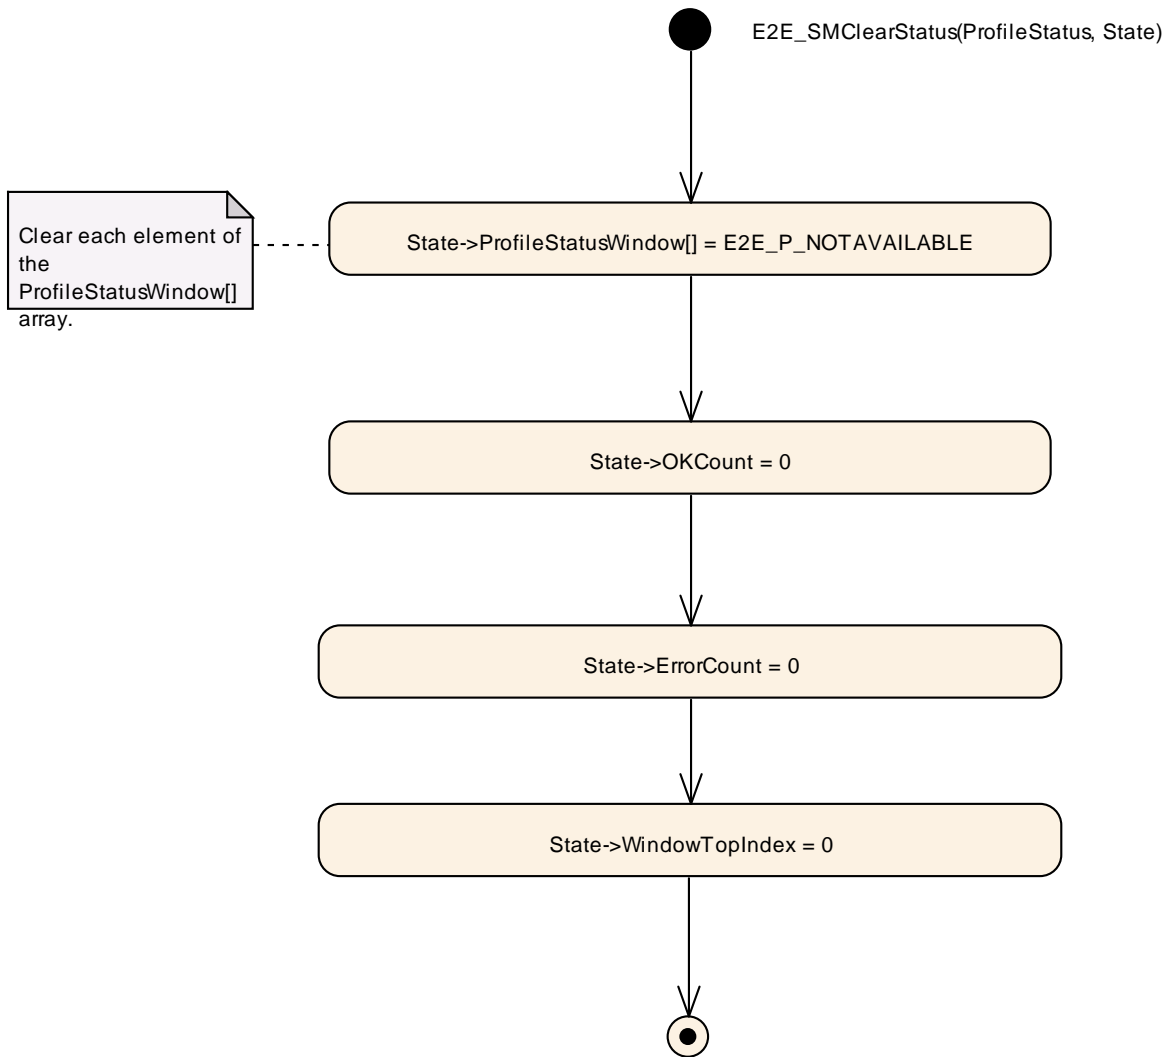 E2E_SMClearStatus(ProfileStatus, State)
Clear each element of
the
ProfileStatusWindow[]
array.
State->ProfileStatusWindow[] = E2E_P_NOTAVAILABLE
State->OKCount = 0
State->ErrorCount = 0
State->WindowTopIndex = 0